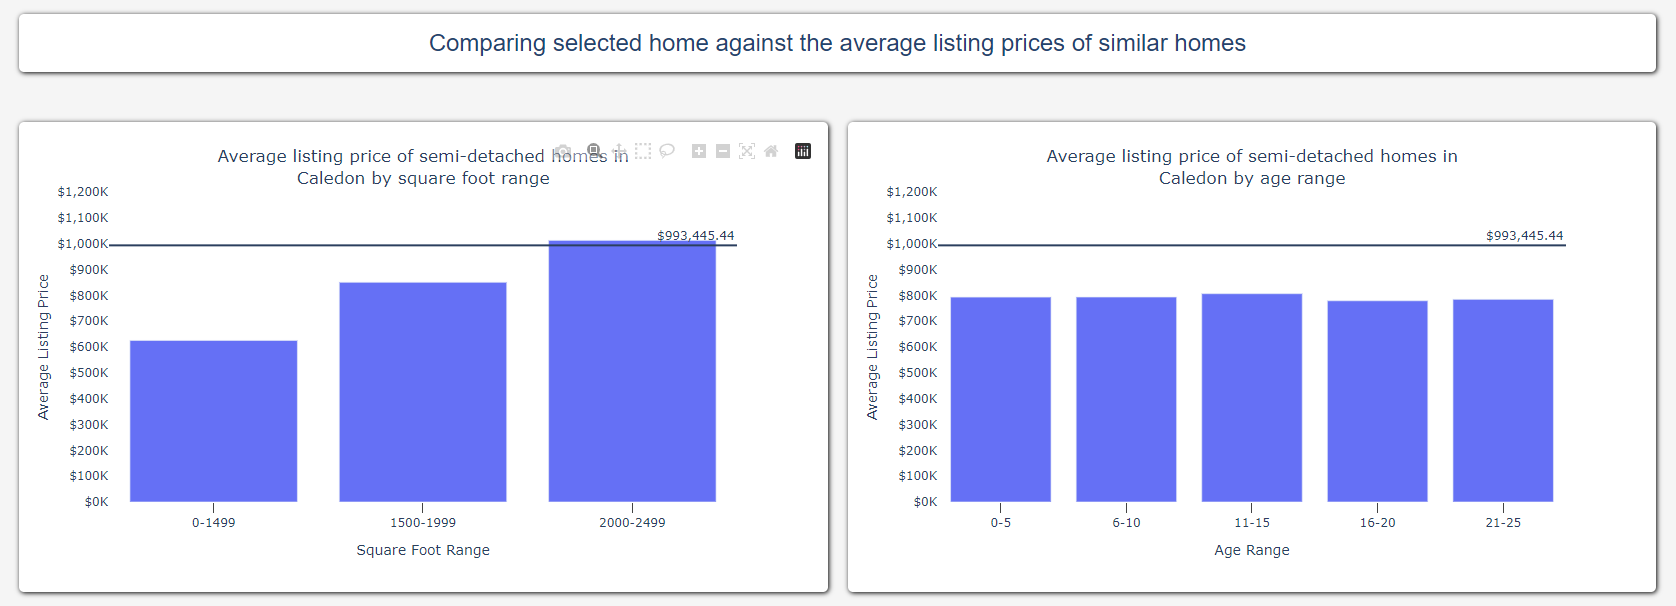 Comparing selected home against the average listing prices of similar homes
Average listing price of semi-detached homes in
Caledon by square foot range
$1,200K
$1,100K
$1,000K
$900K
$800K
$700K
$600K
$500K
$400K
$300K
$200K
$100K
$0K
Average Listing Price
$993,445.44
0-1499
1500-1999
2000-2499
Square Foot Range
Average listing price of semi-detached homes in
Caledon by age range
$1,200K
$1,100K
$1,000K
$900K
$800K
$700K
$600K
$500K
$400K
$300K
$200K
$100K
$0K
Average Listing Price
$993,445.44
0-5
6-10
11-15
16-20
21-25
Age Range